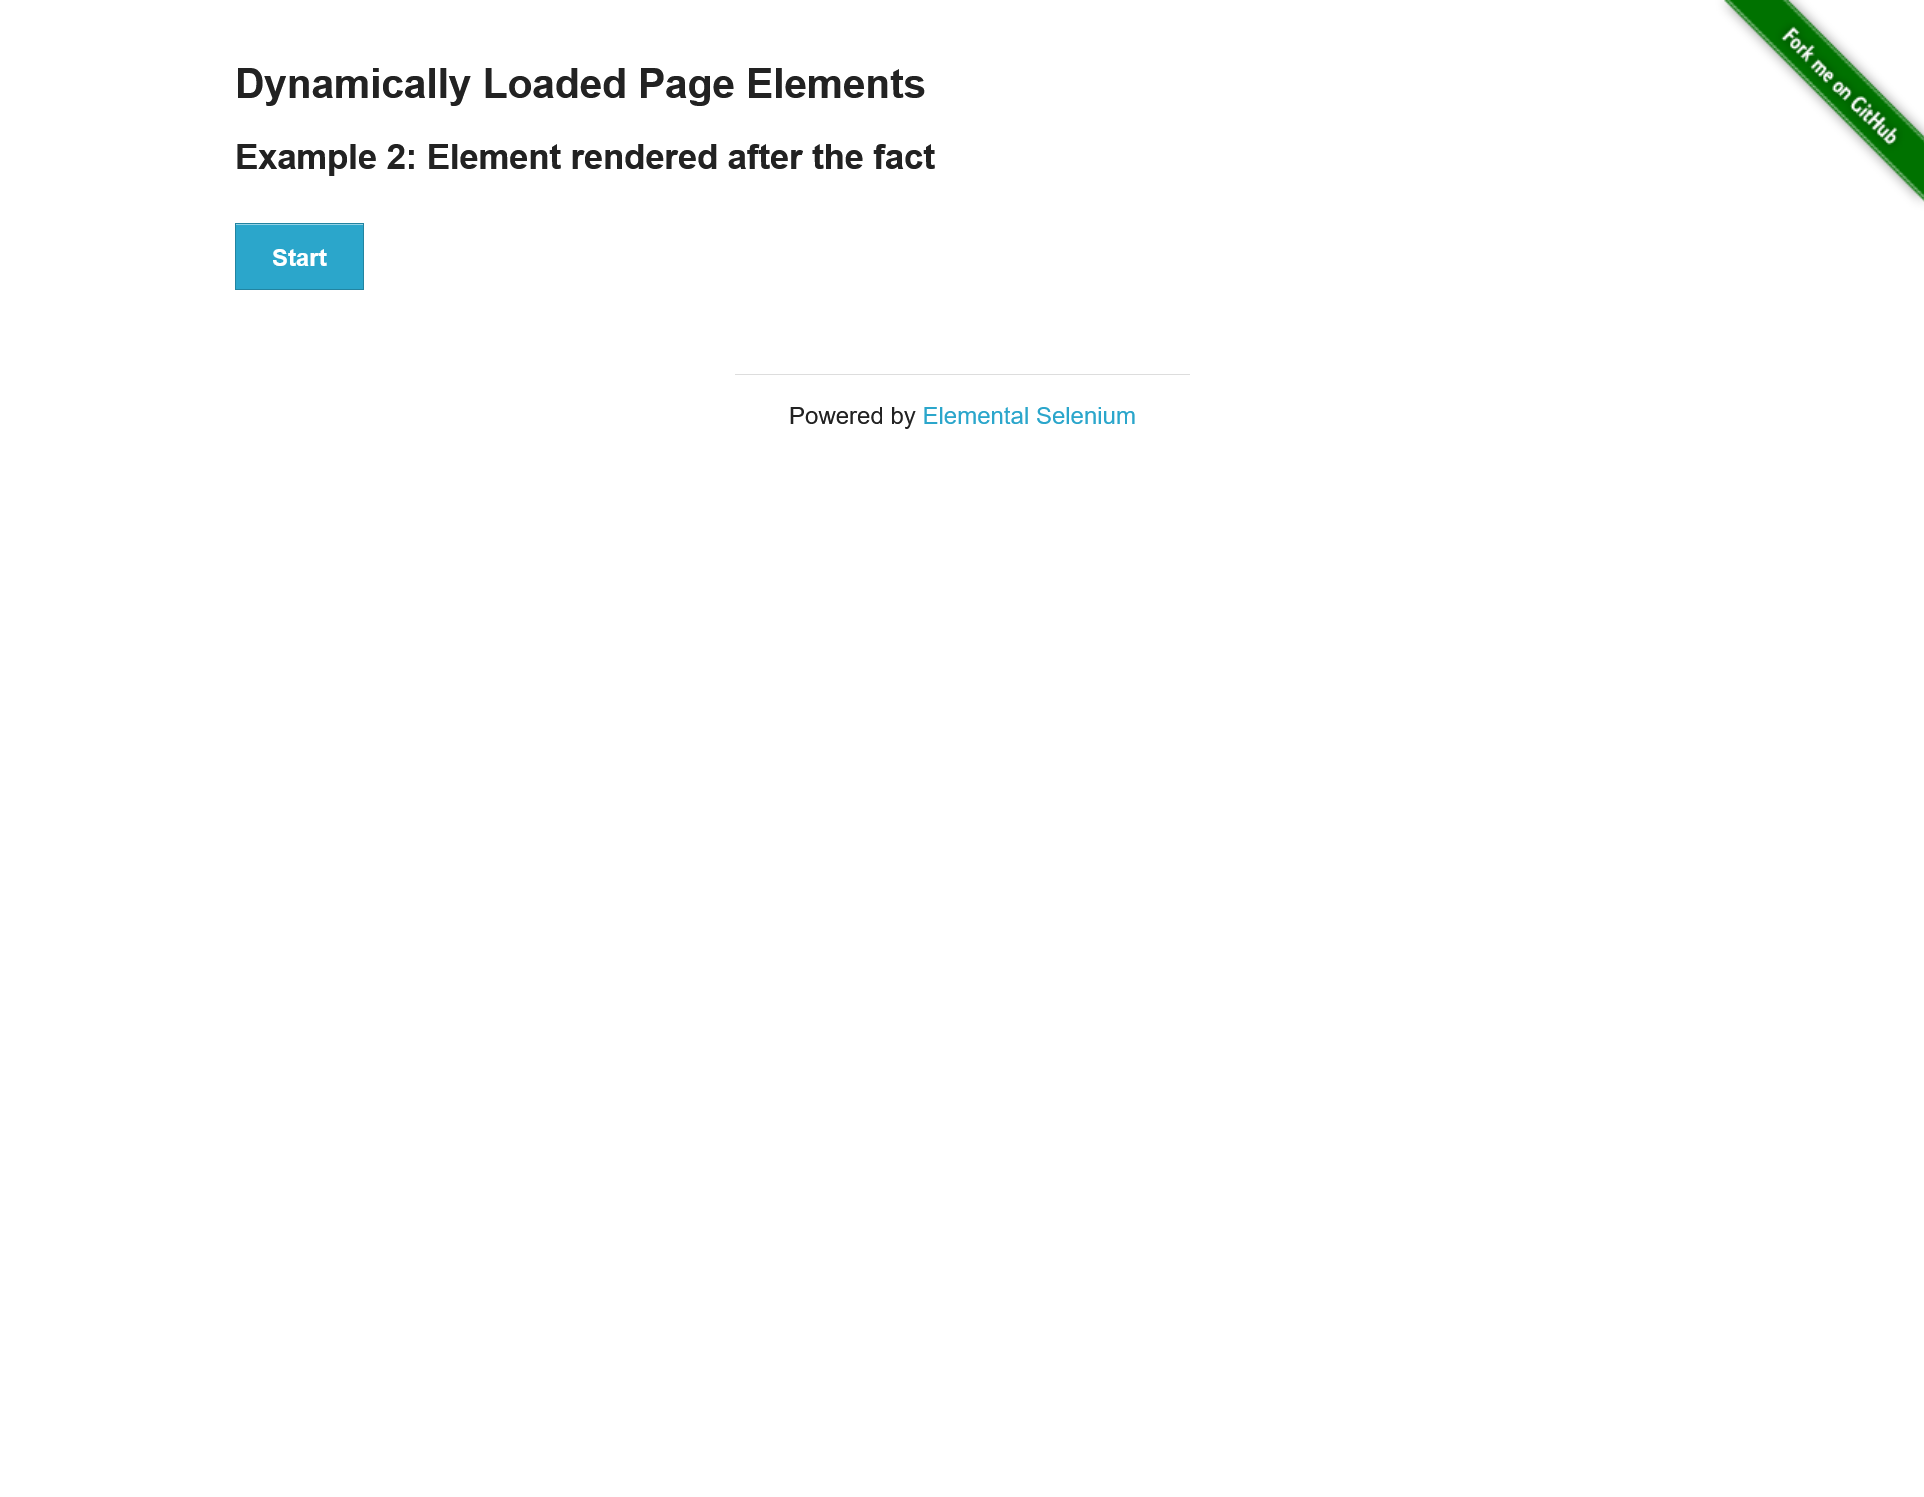 Dynamically Loaded Page Elements
Fork me on GitHub
Example 2: Element rendered after the fact
Start
Powered by Elemental Selenium